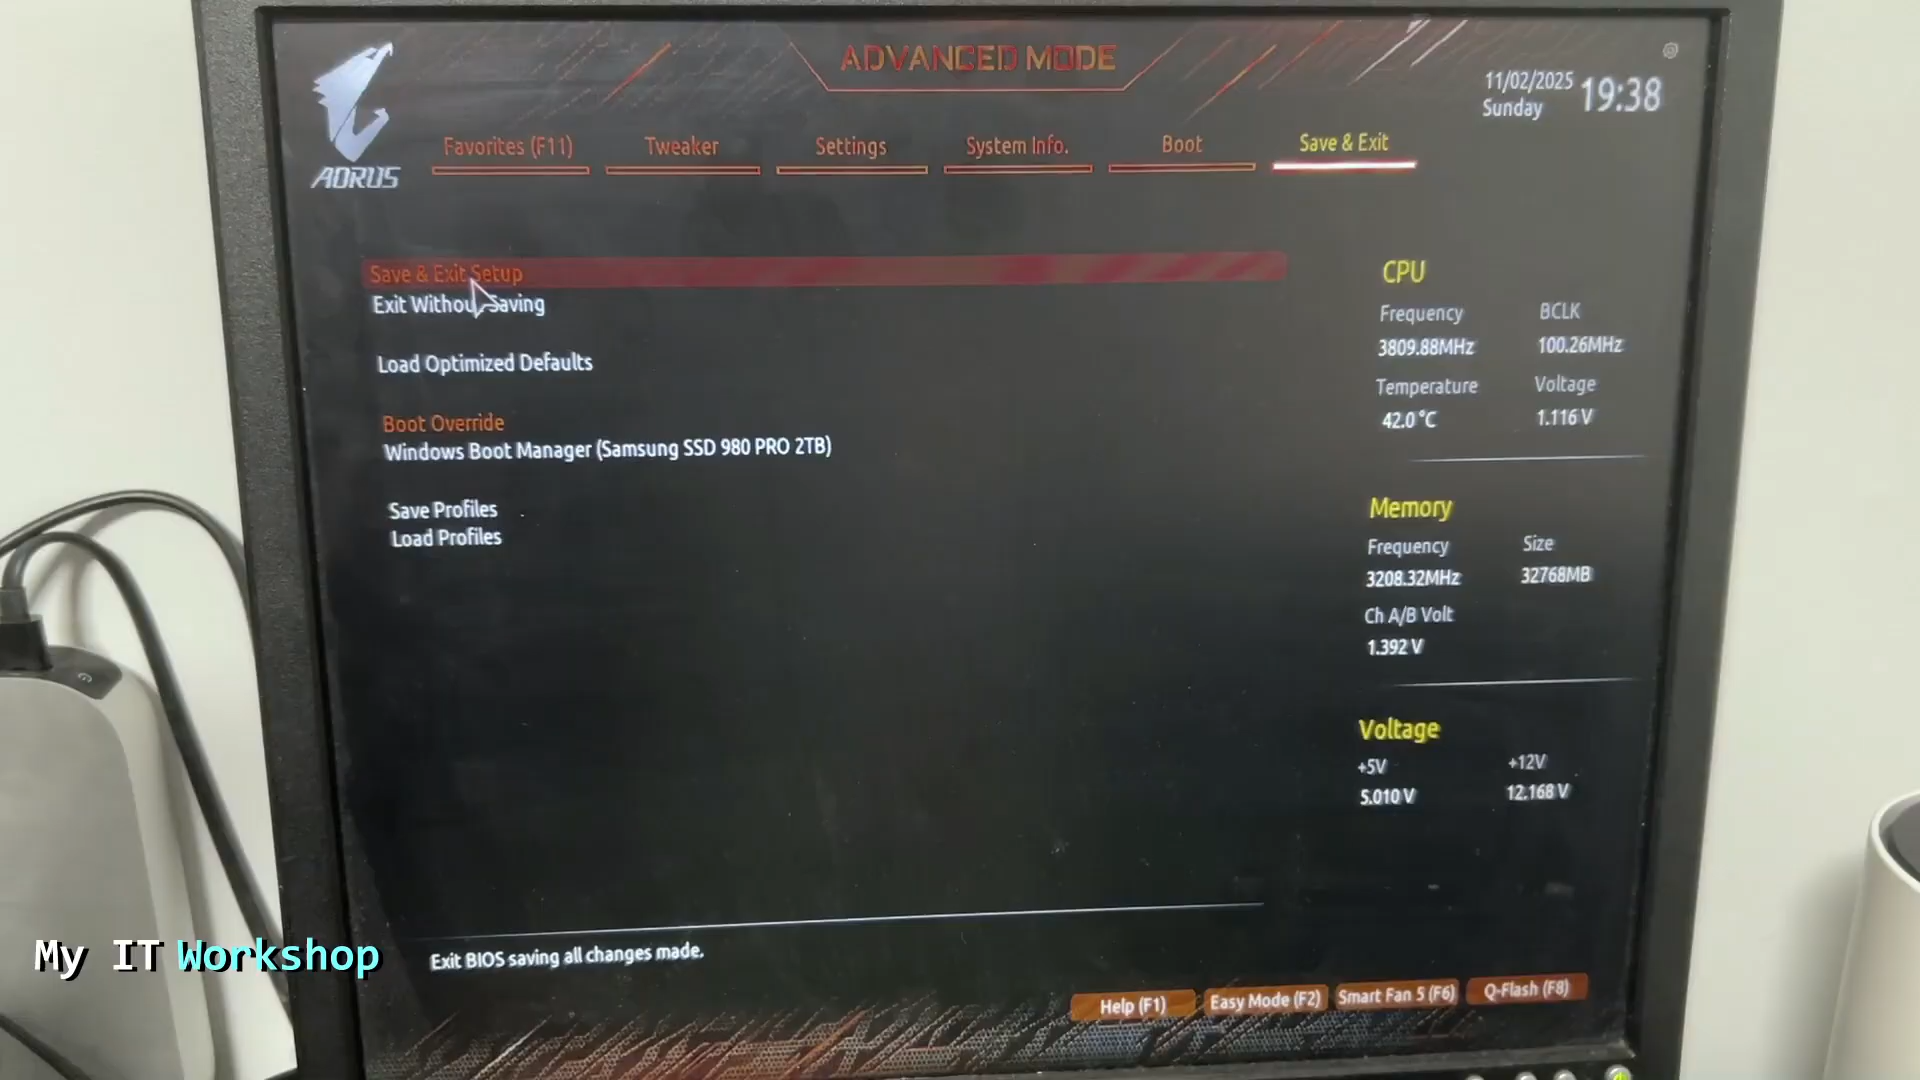 ADVANCED MODE
11/02/2025
Sunday
19:38
AORUS
Favorites (F11)
Tweaker
Settings
System Info.
Boot
Save & Exit
Save & Exit Setup
Exit Without Saving
Load Optimized Defaults
Boot Override
Windows Boot Manager (Samsung SSD 980 PRO 2TB)
Save Profiles
Load Profiles
CPU
Frequency
BCLK
3809.88MHz
100.26MHz
Temperature
Voltage
42.0 °C
1.116 V
Memory
Frequency
Size
3208.32MHz
32768MB
Ch A/B Volt
1.392 V
Voltage
+5V
+12V
5.010 V
12.168 V
Exit BIOS saving all changes made.
Help (F1)
Easy Mode (F2)
Smart Fan 5 (F6)
Q-Flash (F8)
My IT Workshop